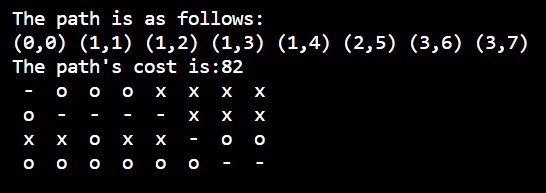 The path is as follows:
(0,0) (1,1) (1,2) (1,3) (1,4) (2,5) (3,6) (3,7)
The path's cost is:82
- o o o x x x x
o - - - - x x x
x x o x x - o o
o o o o o o - -